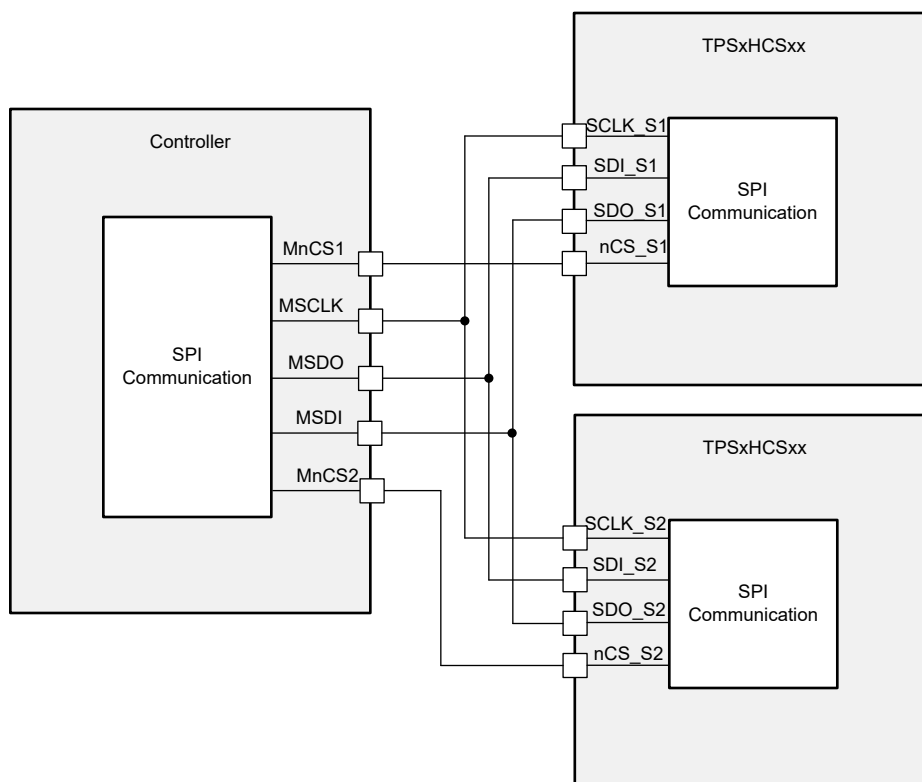 TPSxHCSxx
Controller
SCLK_S1
SDI_S1
SDO_S1
nCS_S1
SPI
Communication
MnCS1
MSCLK
MSDO
MSDI
MnCS2
SPI
Communication
TPSxHCSxx
SCLK_S2
SDI_S2
SDO_S2
nCS_S2
SPI
Communication